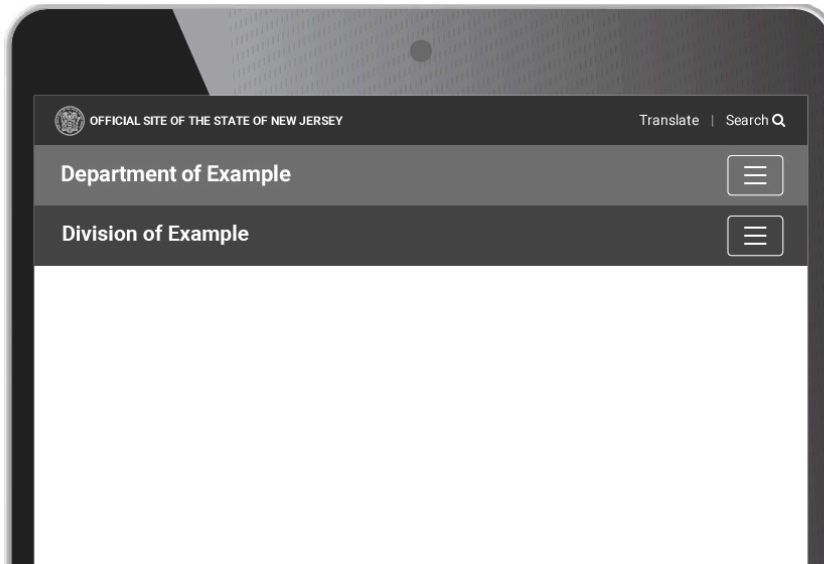 OFFICIAL SITE OF THE STATE OF NEW JERSEY
Translate | Search
Department of Example
Division of Example